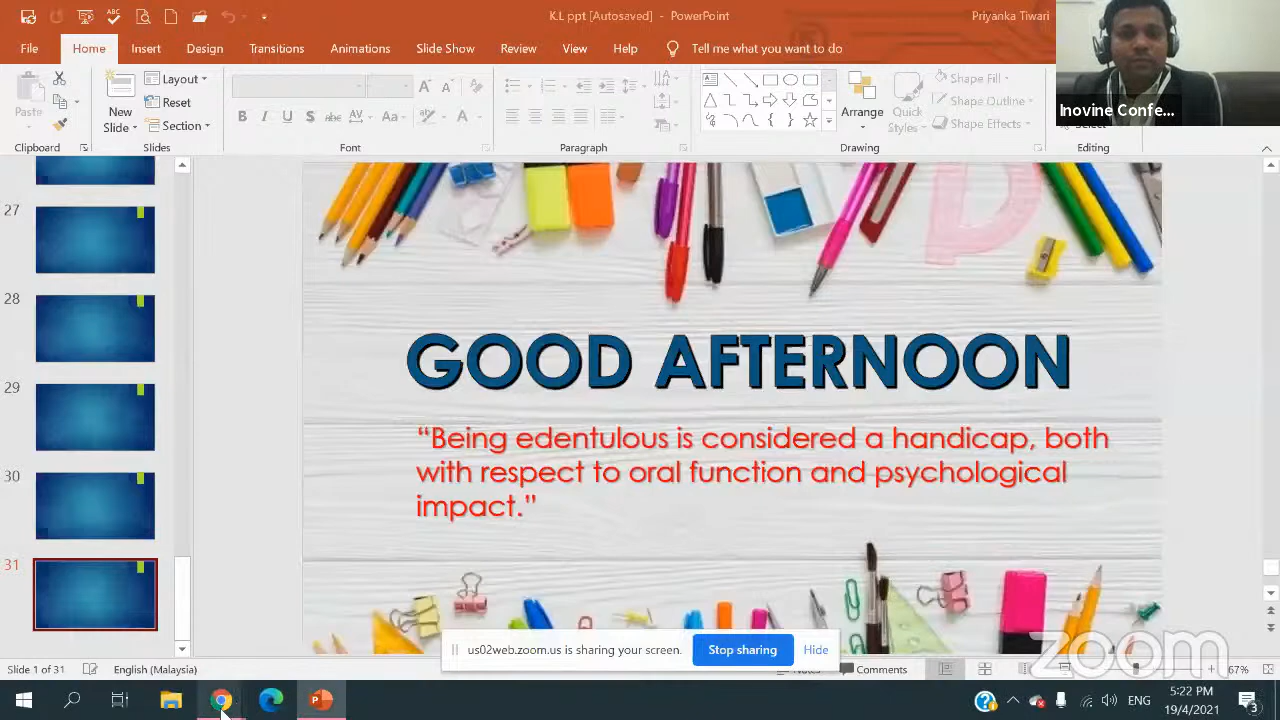 K.L ppt [Autosaved] - PowerPoint
Priyanka Tiwari
File Home Insert Design Transitions Animations Slide Show Review View Help Tell me what you want to do
Paste
New
Slide
Layout
Reset
Section
B I U S abc AV Aa A
Arrange
Quick
Styles
Shape Fill
Shape Outline
Shape Effects
Inovine Confe...
Clipboard Slides Font Paragraph Drawing Editing
27
28
29
30
31
GOOD AFTERNOON
“Being edentulous is considered a handicap, both
with respect to oral function and psychological
impact.”
us02web.zoom.us is sharing your screen. Stop sharing Hide
zoom
Slide 1 of 31 English (Malaysia) Comments 67%
ENG
5:22 PM
19/4/2021
3